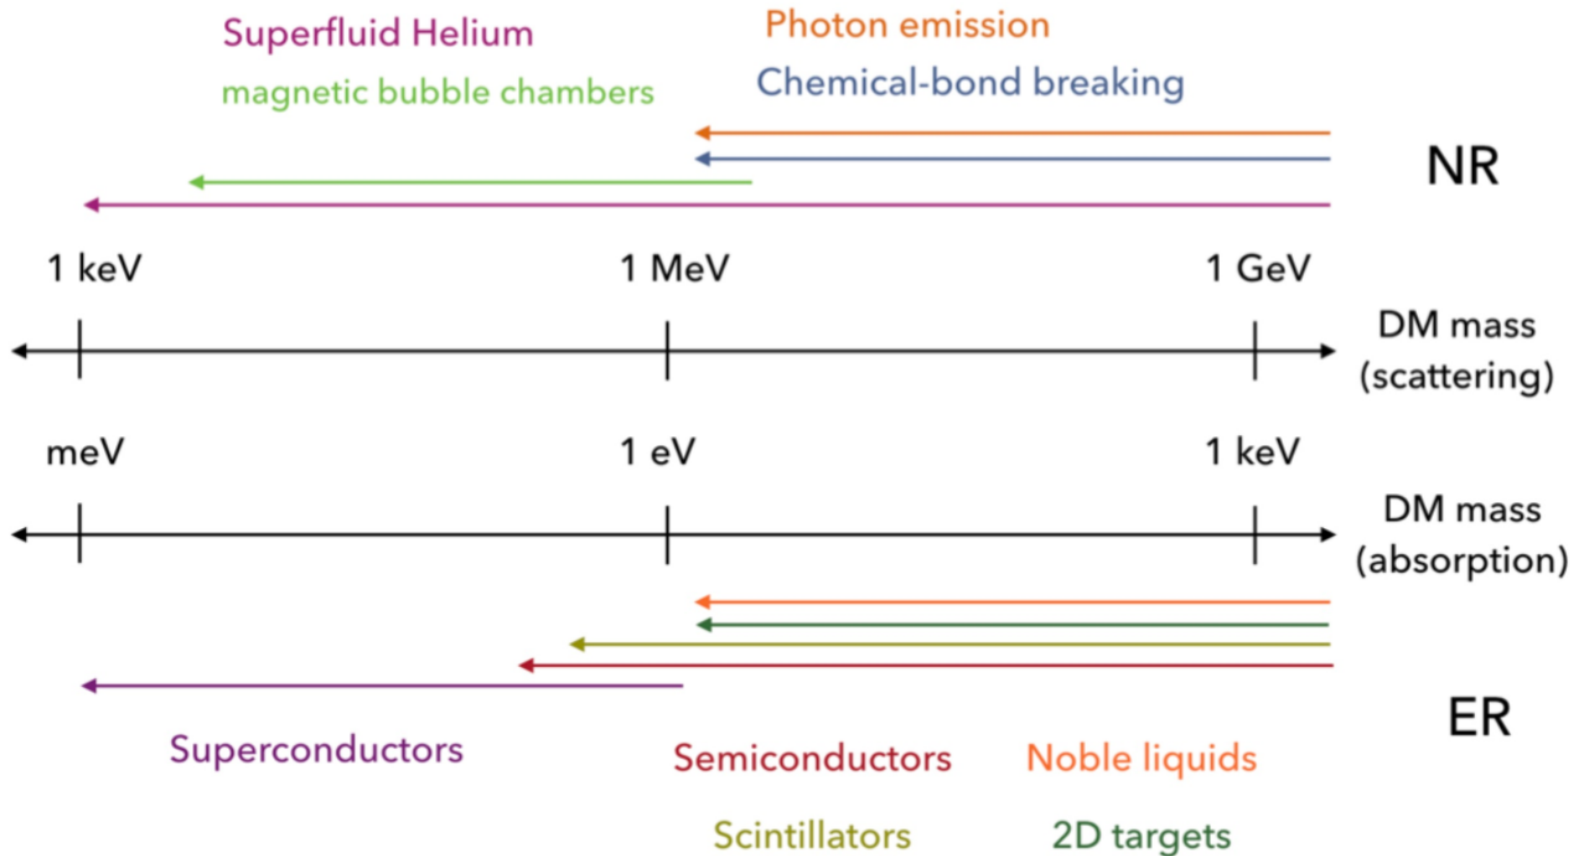 Superfluid Helium
Photon emission
magnetic bubble chambers
Chemical-bond breaking
NR
1 keV
1 MeV
1 GeV
DM mass
(scattering)
meV
1 eV
1 keV
DM mass
(absorption)
ER
Superconductors
Semiconductors
Noble liquids
Scintillators
2D targets